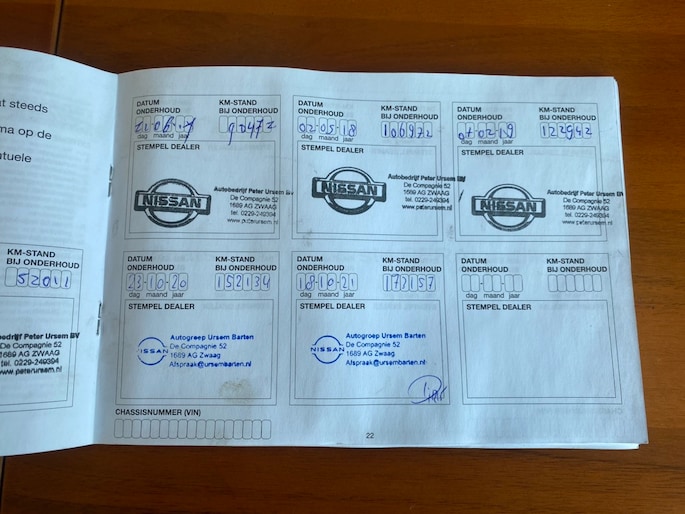 t steeds
ma op de
ntuele
KM-STAND
BIJ ONDERHOUD
52011
bedrijf Peter Ursem BV
De Compagnie 52
1689 AG ZWAAG
tel. 0229-249394
www.peterursem.nl
DATUM
ONDERHOUD
KM-STAND
BIJ ONDERHOUD
90472
dag maand jaar
STEMPEL DEALER
NISSAN
Autobedrijf Peter Ursem BV
De Compagnie 52
1689 AG ZWAAG
tel. 0229-249394
www.peterursem.nl
DATUM
ONDERHOUD
KM-STAND
BIJ ONDERHOUD
02-05-18
106972
dag maand jaar
STEMPEL DEALER
NISSAN
Autobedrijf Peter Ursem BV
De Compagnie 52
1689 AG ZWAAG
tel. 0229-249394
www.peterursem.nl
DATUM
ONDERHOUD
KM-STAND
BIJ ONDERHOUD
122942
dag maand jaar
STEMPEL DEALER
NISSAN
Autobedrijf Peter Ursem BV
De Compagnie 52
1689 AG ZWAAG
tel. 0229-249394
www.peterursem.nl
DATUM
ONDERHOUD
KM-STAND
BIJ ONDERHOUD
23-10-20
152134
dag maand jaar
STEMPEL DEALER
NISSAN
Autogroep Ursem Barten
De Compagnie 52
1689 AG Zwaag
Afspraak@ursembarten.nl
DATUM
ONDERHOUD
KM-STAND
BIJ ONDERHOUD
18-10-21
173157
dag maand jaar
STEMPEL DEALER
NISSAN
Autogroep Ursem Barten
De Compagnie 52
1689 AG Zwaag
Afspraak@ursembarten.nl
DATUM
ONDERHOUD
KM-STAND
BIJ ONDERHOUD
dag maand jaar
STEMPEL DEALER
CHASSISNUMMER (VIN)
22